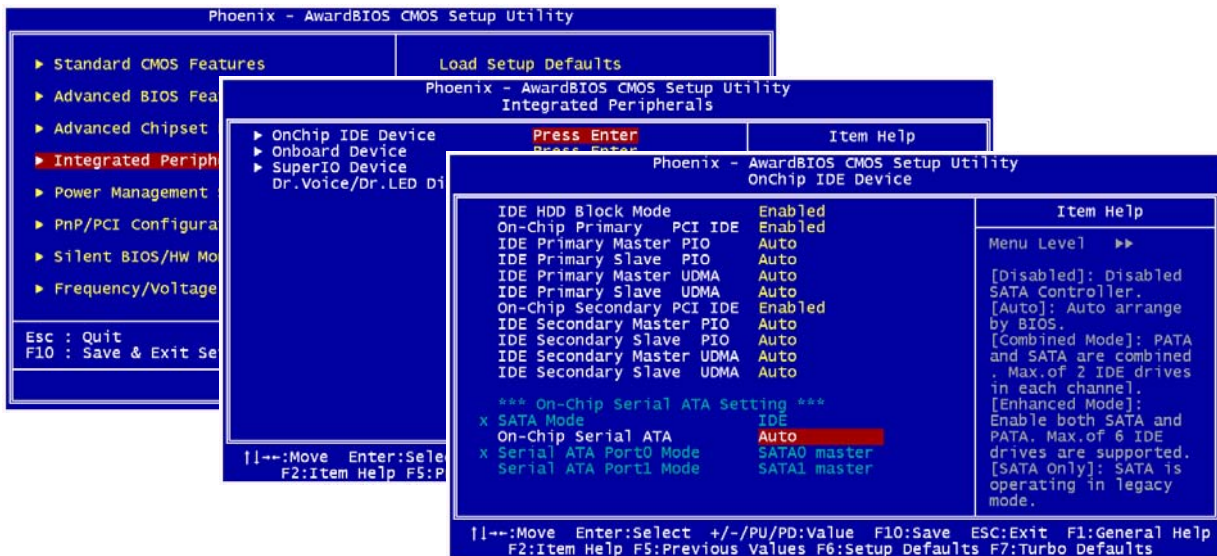 Phoenix - AwardBIOS CMOS Setup Utility
▶ Standard CMOS Features
Load Setup Defaults
▶ Advanced BIOS Fea
▶ Advanced Chipset
▶ Integrated Periph
▶ Power Management
▶ PnP/PCI Configura
▶ Silent BIOS/HW Mo
▶ Frequency/Voltage
Esc : Quit
F10 : Save & Exit Se
Phoenix - AwardBIOS CMOS Setup Utility
Integrated Peripherals
▶ OnChip IDE Device Press Enter
▶ Onboard Device Press Enter
▶ SuperIO Device
Dr.Voice/Dr.LED Di
Item Help
↑↓←→:Move Enter:Sele
F2:Item Help F5:P
Phoenix - AwardBIOS CMOS Setup Utility
OnChip IDE Device
IDE HDD Block Mode Enabled
On-Chip Primary PCI IDE Enabled
IDE Primary Master PIO Auto
IDE Primary Slave PIO Auto
IDE Primary Master UDMA Auto
IDE Primary Slave UDMA Auto
On-Chip Secondary PCI IDE Enabled
IDE Secondary Master PIO Auto
IDE Secondary Slave PIO Auto
IDE Secondary Master UDMA Auto
IDE Secondary Slave UDMA Auto
*** On-Chip Serial ATA Setting ***
x SATA Mode IDE
On-Chip Serial ATA Auto
x Serial ATA Port0 Mode SATA0 master
Serial ATA Port1 Mode SATA1 master
Item Help
Menu Level ▶▶
[Disabled]: Disabled
SATA Controller.
[Auto]: Auto arrange
by BIOS.
[Combined Mode]: PATA
and SATA are combined
. Max.of 2 IDE drives
in each channel.
[Enhanced Mode]:
Enable both SATA and
PATA. Max.of 6 IDE
drives are supported.
[SATA Only]: SATA is
operating in legacy
mode.
↑↓←→:Move Enter:Select +/-/PU/PD:Value F10:Save ESC:Exit F1:General Help
F2:Item Help F5:Previous Values F6:Setup Defaults F7:Turbo Defaults